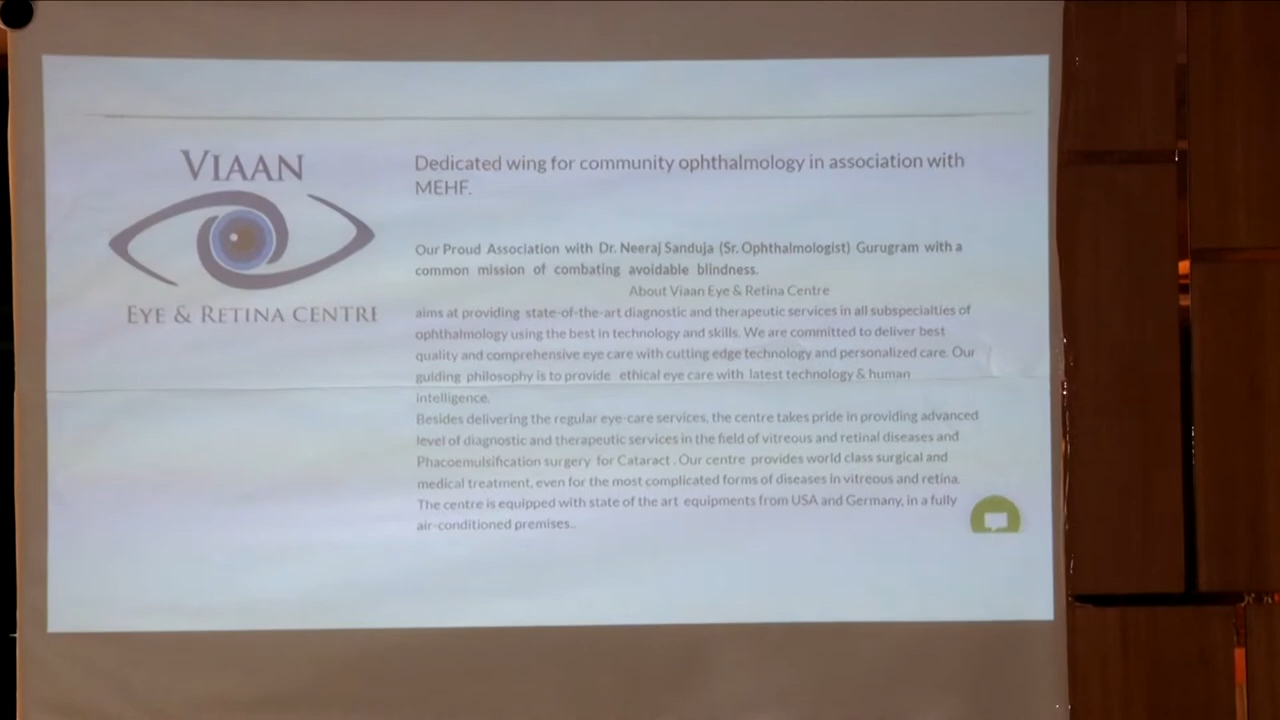 VIAAN
EYE & RETINA CENTRE
Dedicated wing for community ophthalmology in association with
MEHF.
Our Proud Association with Dr. Neeraj Sanduja (Sr. Ophthalmologist) Gurugram with a
common mission of combating avoidable blindness.
About Viaan Eye & Retina Centre
aims at providing state-of-the-art diagnostic and therapeutic services in all subspecialties of
ophthalmology using the best in technology and skills. We are committed to deliver best
quality and comprehensive eye care with cutting edge technology and personalized care. Our
guiding philosophy is to provide ethical eye care with latest technology & human
intelligence.
Besides delivering the regular eye-care services, the centre takes pride in providing advanced
level of diagnostic and therapeutic services in the field of vitreous and retinal diseases and
Phacoemulsification surgery for Cataract . Our centre provides world class surgical and
medical treatment, even for the most complicated forms of diseases in vitreous and retina.
The centre is equipped with state of the art equipments from USA and Germany, in a fully
air-conditioned premises..